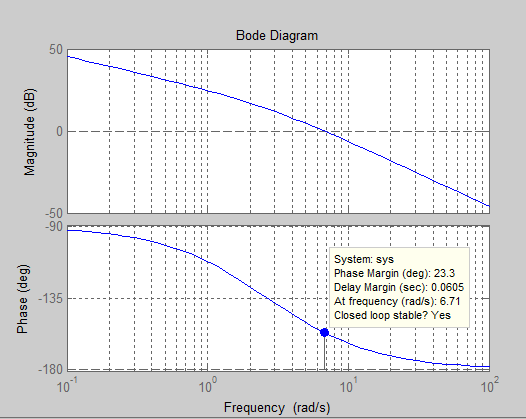 Bode Diagram
Magnitude (dB)
50
0
-50
Phase (deg)
-90
-135
-180
System: sys
Phase Margin (deg): 23.3
Delay Margin (sec): 0.0605
At frequency (rad/s): 6.71
Closed loop stable? Yes
10^-1 10^0 10^1 10^2
Frequency (rad/s)